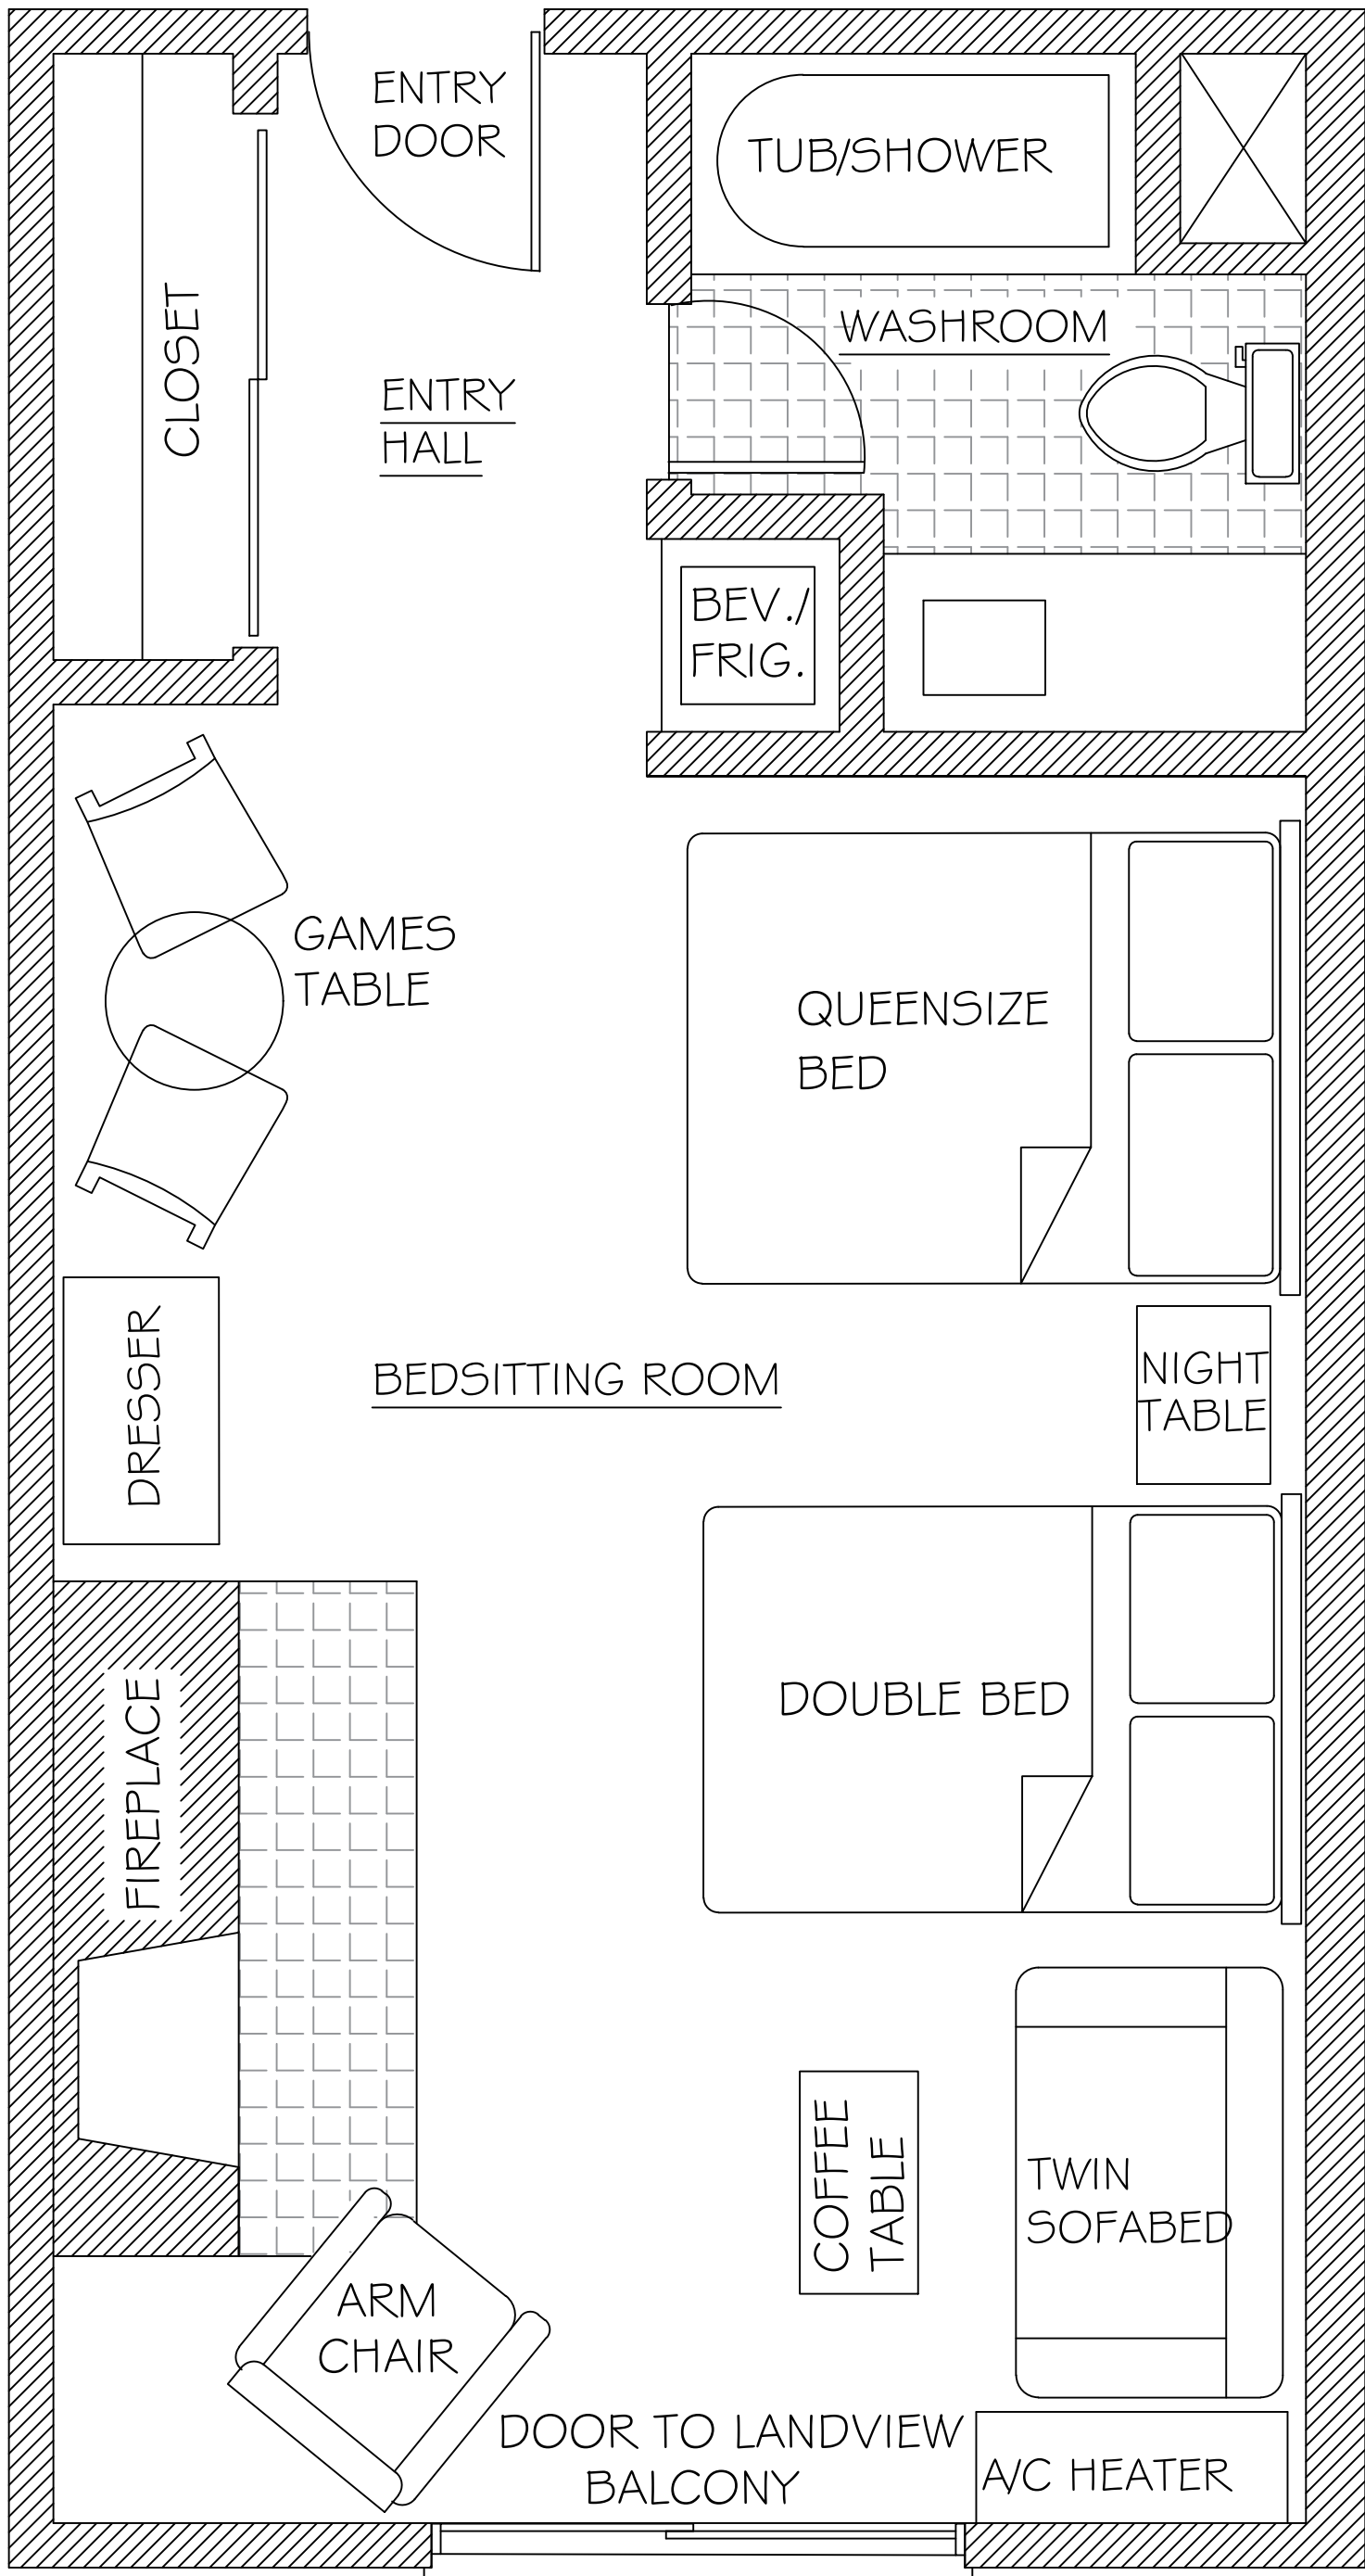 ENTRY
DOOR
TUB/SHOWER
CLOSET
WASHROOM
ENTRY
HALL
BEV./
FRIG.
GAMES
TABLE
QUEENSIZE
BED
DRESSER
BEDSITTING ROOM
NIGHT
TABLE
FIREPLACE
DOUBLE BED
COFFEE
TABLE
TWIN
SOFABED
ARM
CHAIR
DOOR TO LANDVIEW
BALCONY
A/C HEATER